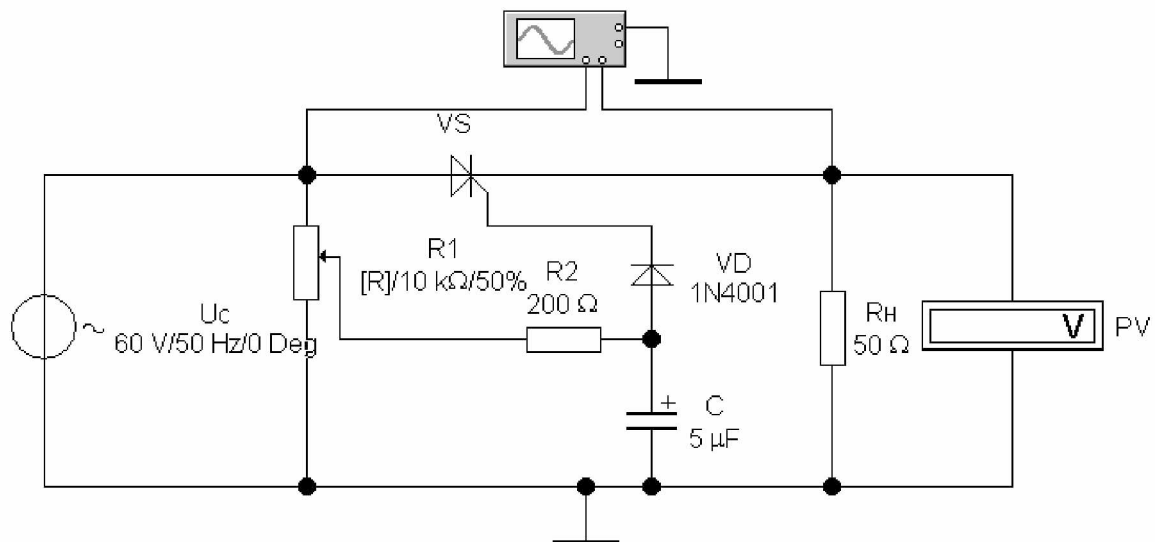 VS
R1
[R]/10 kΩ/50%
R2
200 Ω
VD
1N4001
Uc
60 V/50 Hz/0 Deg
~
Rн
50 Ω
V
PV
+
C
5 μF